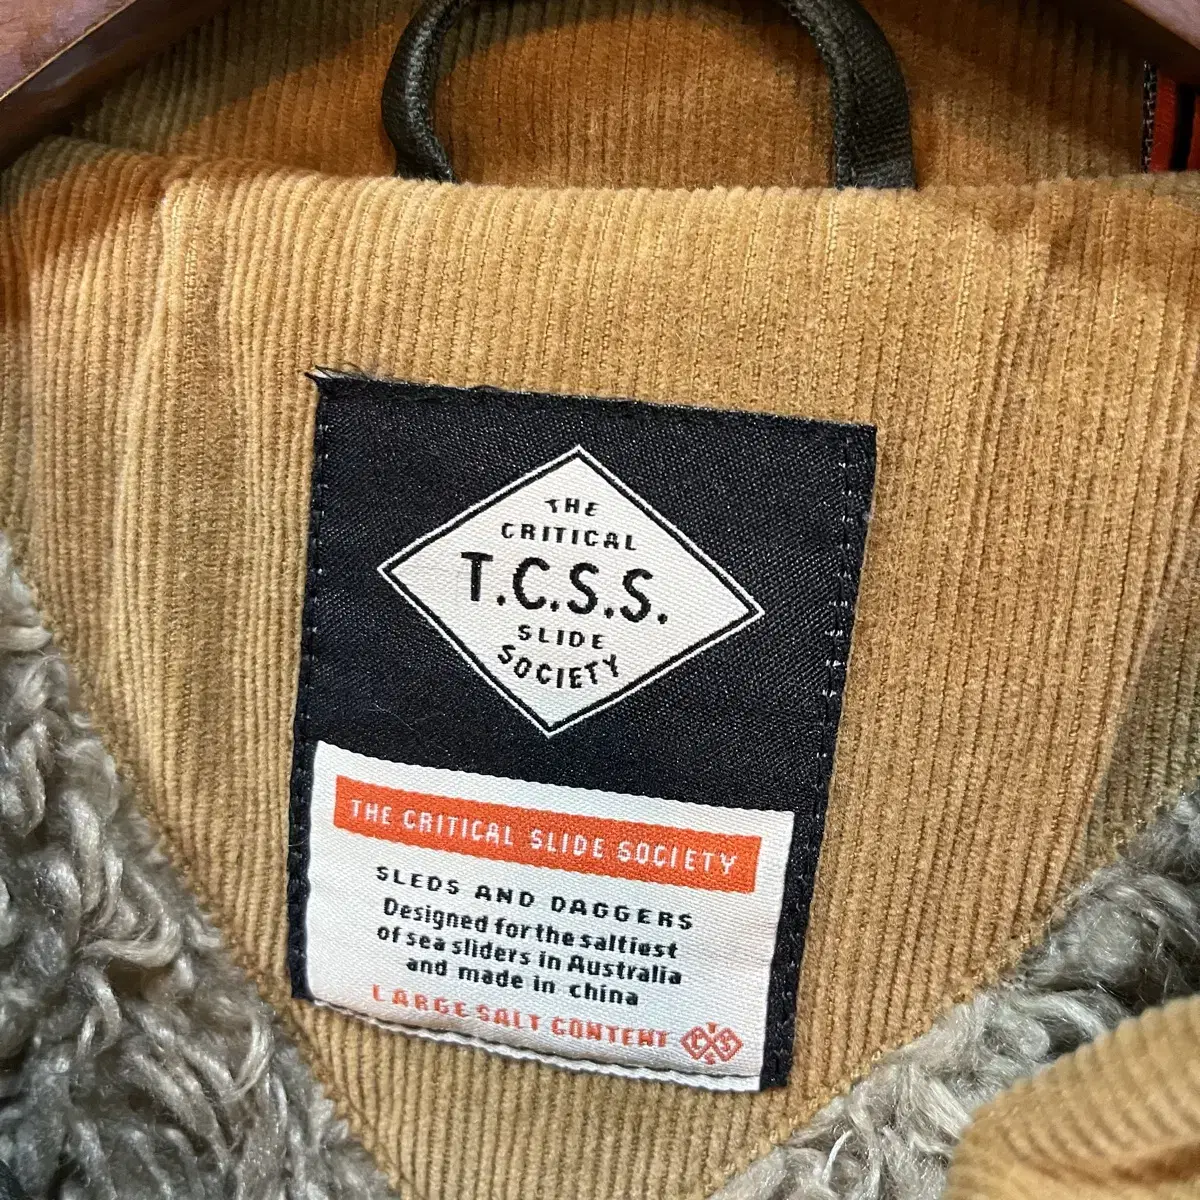 THE
CRITICAL
T.C.S.S.
SLIDE
SOCIETY
THE CRITICAL SLIDE SOCIETY
SLEDS AND DAGGERS
Designed for the saltiest
of sea sliders in Australia
and made in china
LARGE SALT CONTENT
T
C S
S